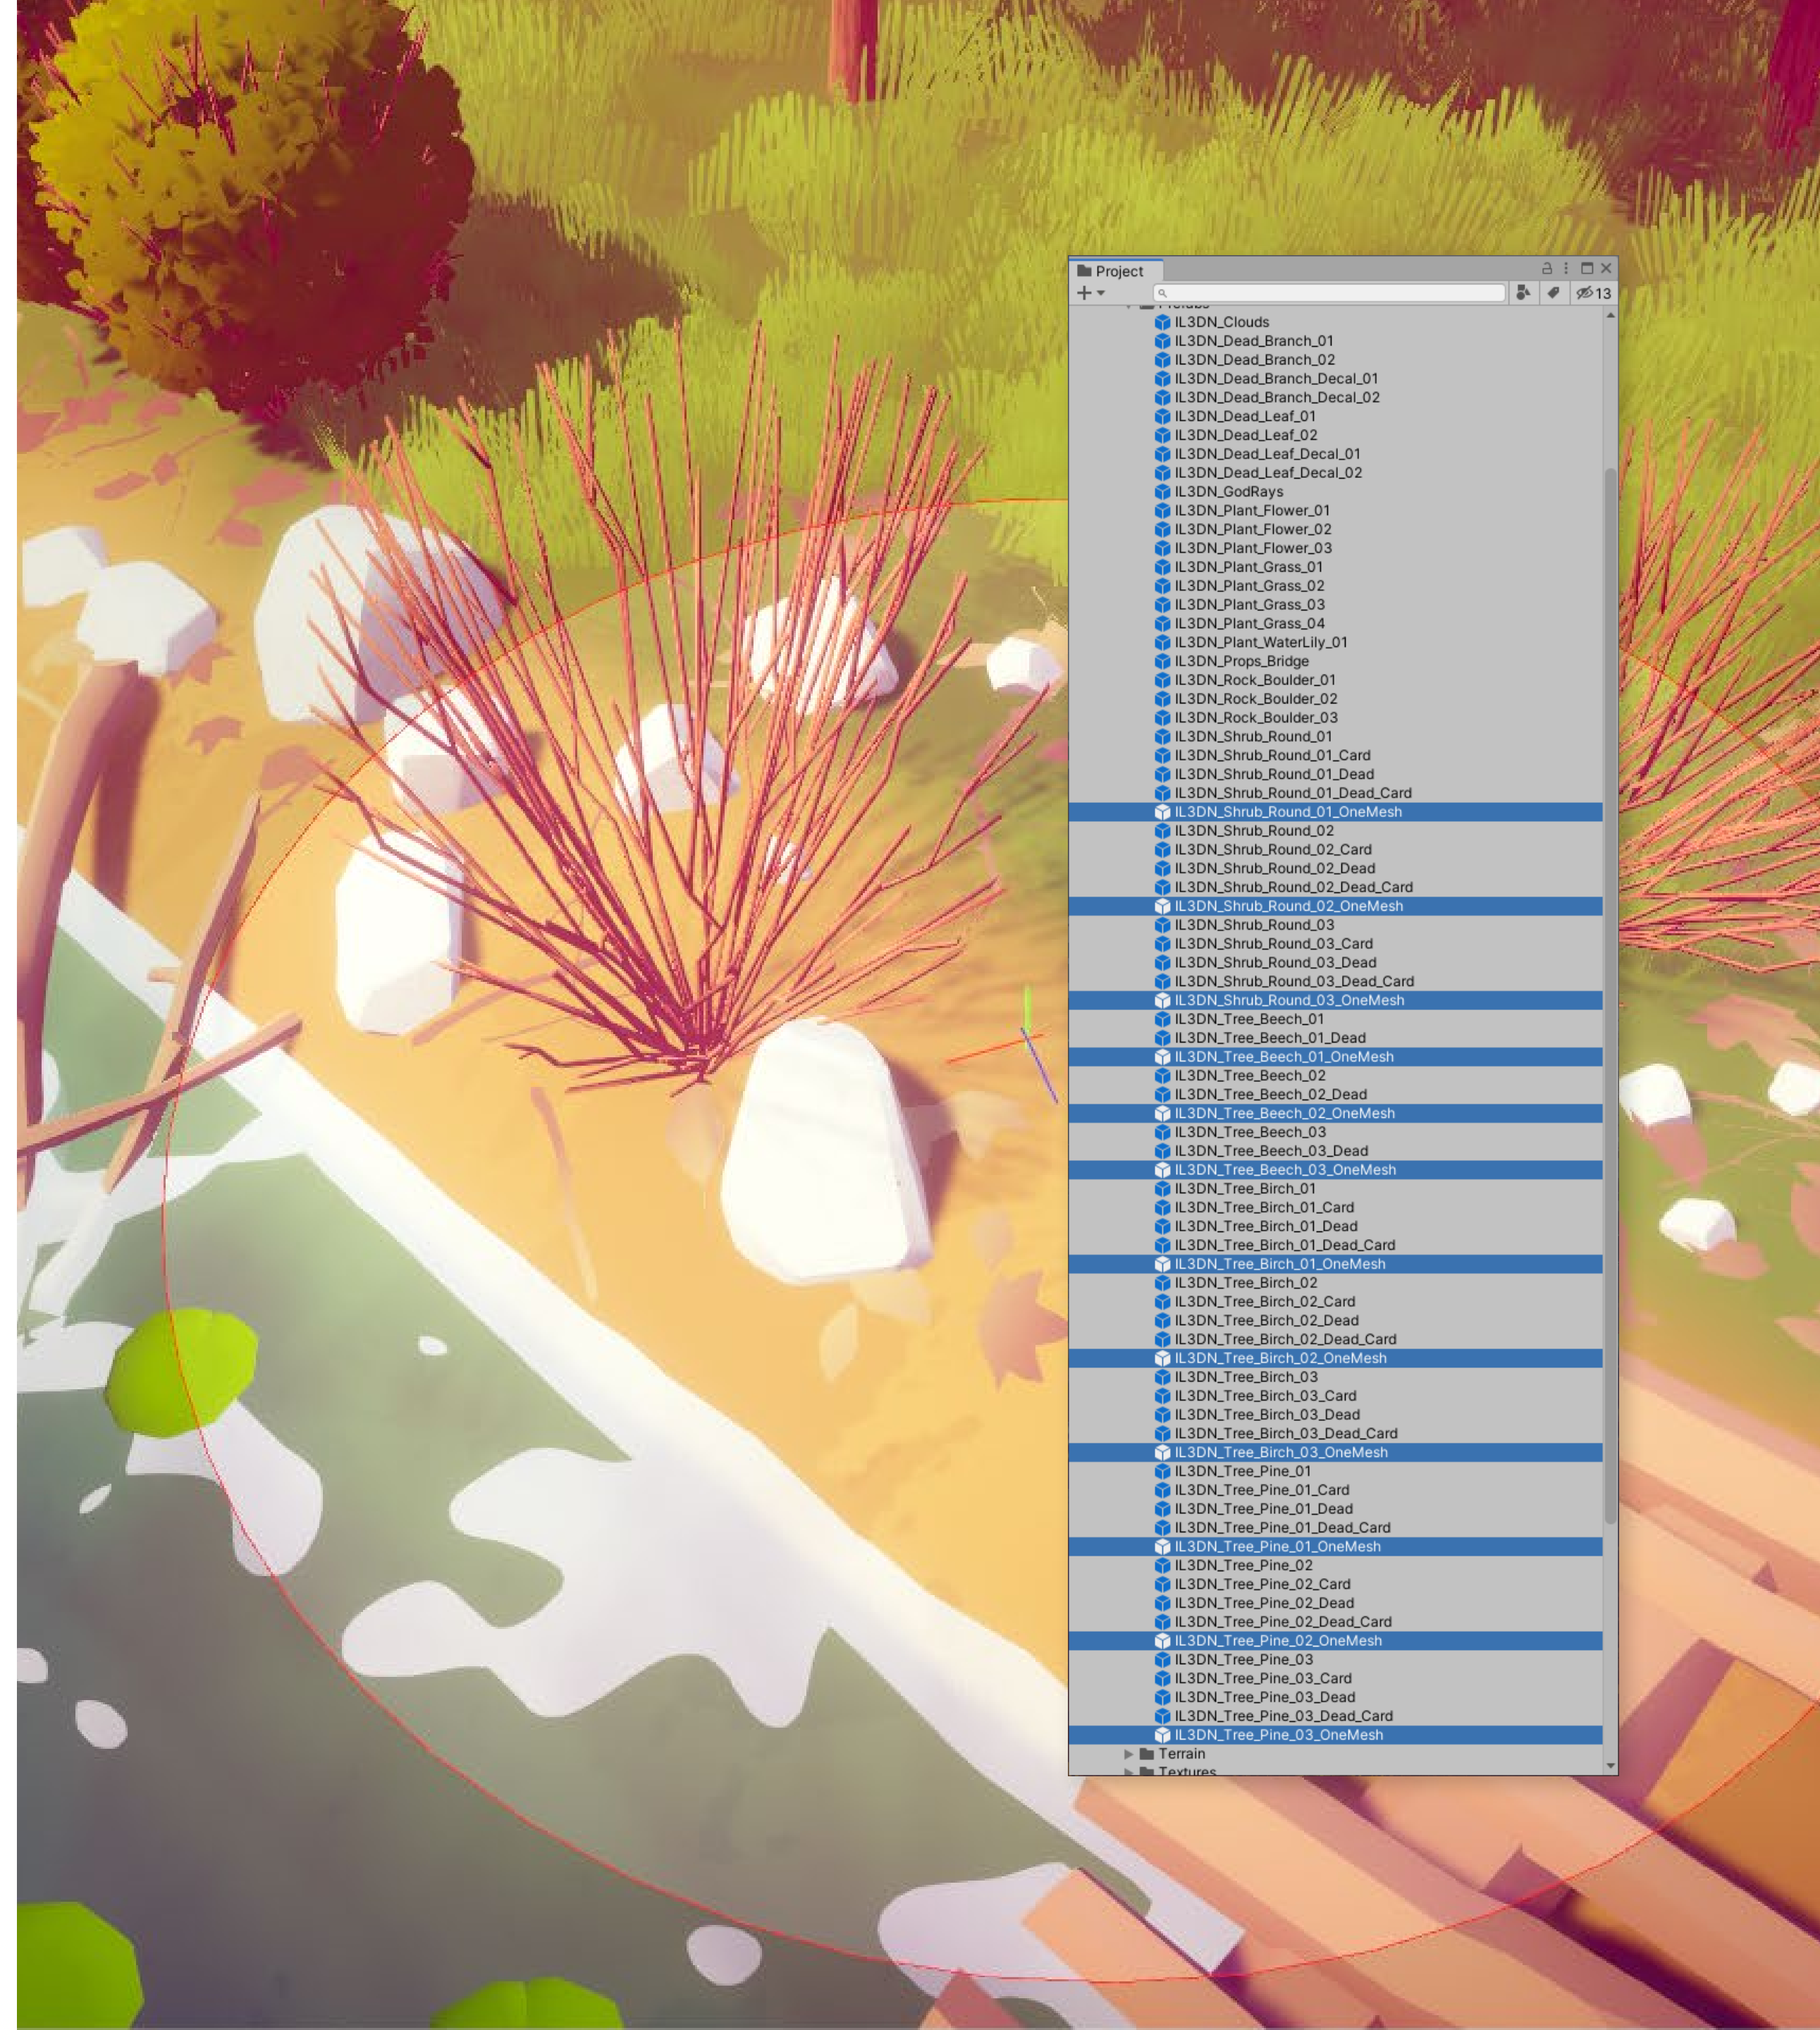 Project
13
Prefabs
IL3DN_Clouds
IL3DN_Dead_Branch_01
IL3DN_Dead_Branch_02
IL3DN_Dead_Branch_Decal_01
IL3DN_Dead_Branch_Decal_02
IL3DN_Dead_Leaf_01
IL3DN_Dead_Leaf_02
IL3DN_Dead_Leaf_Decal_01
IL3DN_Dead_Leaf_Decal_02
IL3DN_GodRays
IL3DN_Plant_Flower_01
IL3DN_Plant_Flower_02
IL3DN_Plant_Flower_03
IL3DN_Plant_Grass_01
IL3DN_Plant_Grass_02
IL3DN_Plant_Grass_03
IL3DN_Plant_Grass_04
IL3DN_Plant_WaterLily_01
IL3DN_Props_Bridge
IL3DN_Rock_Boulder_01
IL3DN_Rock_Boulder_02
IL3DN_Rock_Boulder_03
IL3DN_Shrub_Round_01
IL3DN_Shrub_Round_01_Card
IL3DN_Shrub_Round_01_Dead
IL3DN_Shrub_Round_01_Dead_Card
IL3DN_Shrub_Round_01_OneMesh
IL3DN_Shrub_Round_02
IL3DN_Shrub_Round_02_Card
IL3DN_Shrub_Round_02_Dead
IL3DN_Shrub_Round_02_Dead_Card
IL3DN_Shrub_Round_02_OneMesh
IL3DN_Shrub_Round_03
IL3DN_Shrub_Round_03_Card
IL3DN_Shrub_Round_03_Dead
IL3DN_Shrub_Round_03_Dead_Card
IL3DN_Shrub_Round_03_OneMesh
IL3DN_Tree_Beech_01
IL3DN_Tree_Beech_01_Dead
IL3DN_Tree_Beech_01_OneMesh
IL3DN_Tree_Beech_02
IL3DN_Tree_Beech_02_Dead
IL3DN_Tree_Beech_02_OneMesh
IL3DN_Tree_Beech_03
IL3DN_Tree_Beech_03_Dead
IL3DN_Tree_Beech_03_OneMesh
IL3DN_Tree_Birch_01
IL3DN_Tree_Birch_01_Card
IL3DN_Tree_Birch_01_Dead
IL3DN_Tree_Birch_01_Dead_Card
IL3DN_Tree_Birch_01_OneMesh
IL3DN_Tree_Birch_02
IL3DN_Tree_Birch_02_Card
IL3DN_Tree_Birch_02_Dead
IL3DN_Tree_Birch_02_Dead_Card
IL3DN_Tree_Birch_02_OneMesh
IL3DN_Tree_Birch_03
IL3DN_Tree_Birch_03_Card
IL3DN_Tree_Birch_03_Dead
IL3DN_Tree_Birch_03_Dead_Card
IL3DN_Tree_Birch_03_OneMesh
IL3DN_Tree_Pine_01
IL3DN_Tree_Pine_01_Card
IL3DN_Tree_Pine_01_Dead
IL3DN_Tree_Pine_01_Dead_Card
IL3DN_Tree_Pine_01_OneMesh
IL3DN_Tree_Pine_02
IL3DN_Tree_Pine_02_Card
IL3DN_Tree_Pine_02_Dead
IL3DN_Tree_Pine_02_Dead_Card
IL3DN_Tree_Pine_02_OneMesh
IL3DN_Tree_Pine_03
IL3DN_Tree_Pine_03_Card
IL3DN_Tree_Pine_03_Dead
IL3DN_Tree_Pine_03_Dead_Card
IL3DN_Tree_Pine_03_OneMesh
Terrain
Textures